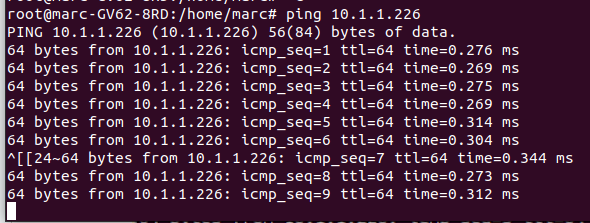 root@marc-GV62-8RD:/home/marc# ping 10.1.1.226
PING 10.1.1.226 (10.1.1.226) 56(84) bytes of data.
64 bytes from 10.1.1.226: icmp_seq=1 ttl=64 time=0.276 ms
64 bytes from 10.1.1.226: icmp_seq=2 ttl=64 time=0.269 ms
64 bytes from 10.1.1.226: icmp_seq=3 ttl=64 time=0.275 ms
64 bytes from 10.1.1.226: icmp_seq=4 ttl=64 time=0.269 ms
64 bytes from 10.1.1.226: icmp_seq=5 ttl=64 time=0.314 ms
64 bytes from 10.1.1.226: icmp_seq=6 ttl=64 time=0.304 ms
^[[24~64 bytes from 10.1.1.226: icmp_seq=7 ttl=64 time=0.344 ms
64 bytes from 10.1.1.226: icmp_seq=8 ttl=64 time=0.273 ms
64 bytes from 10.1.1.226: icmp_seq=9 ttl=64 time=0.312 ms